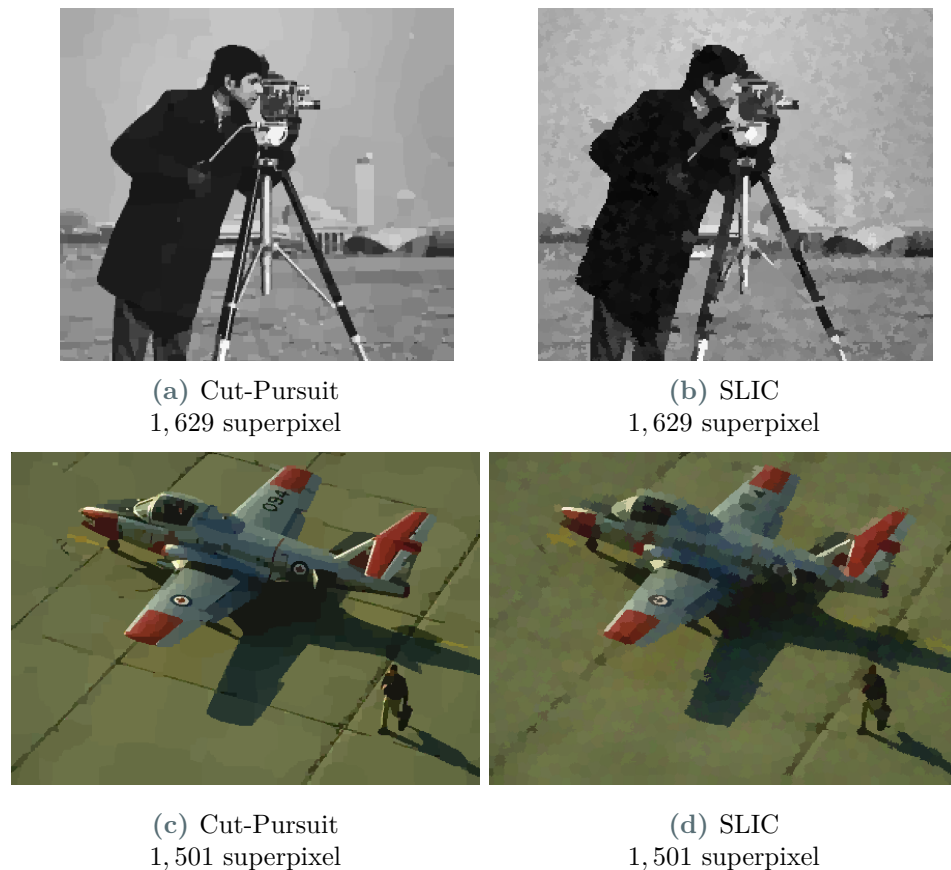 (a) Cut-Pursuit
1, 629 superpixel
(b) SLIC
1, 629 superpixel
094
(c) Cut-Pursuit
1, 501 superpixel
(d) SLIC
1, 501 superpixel